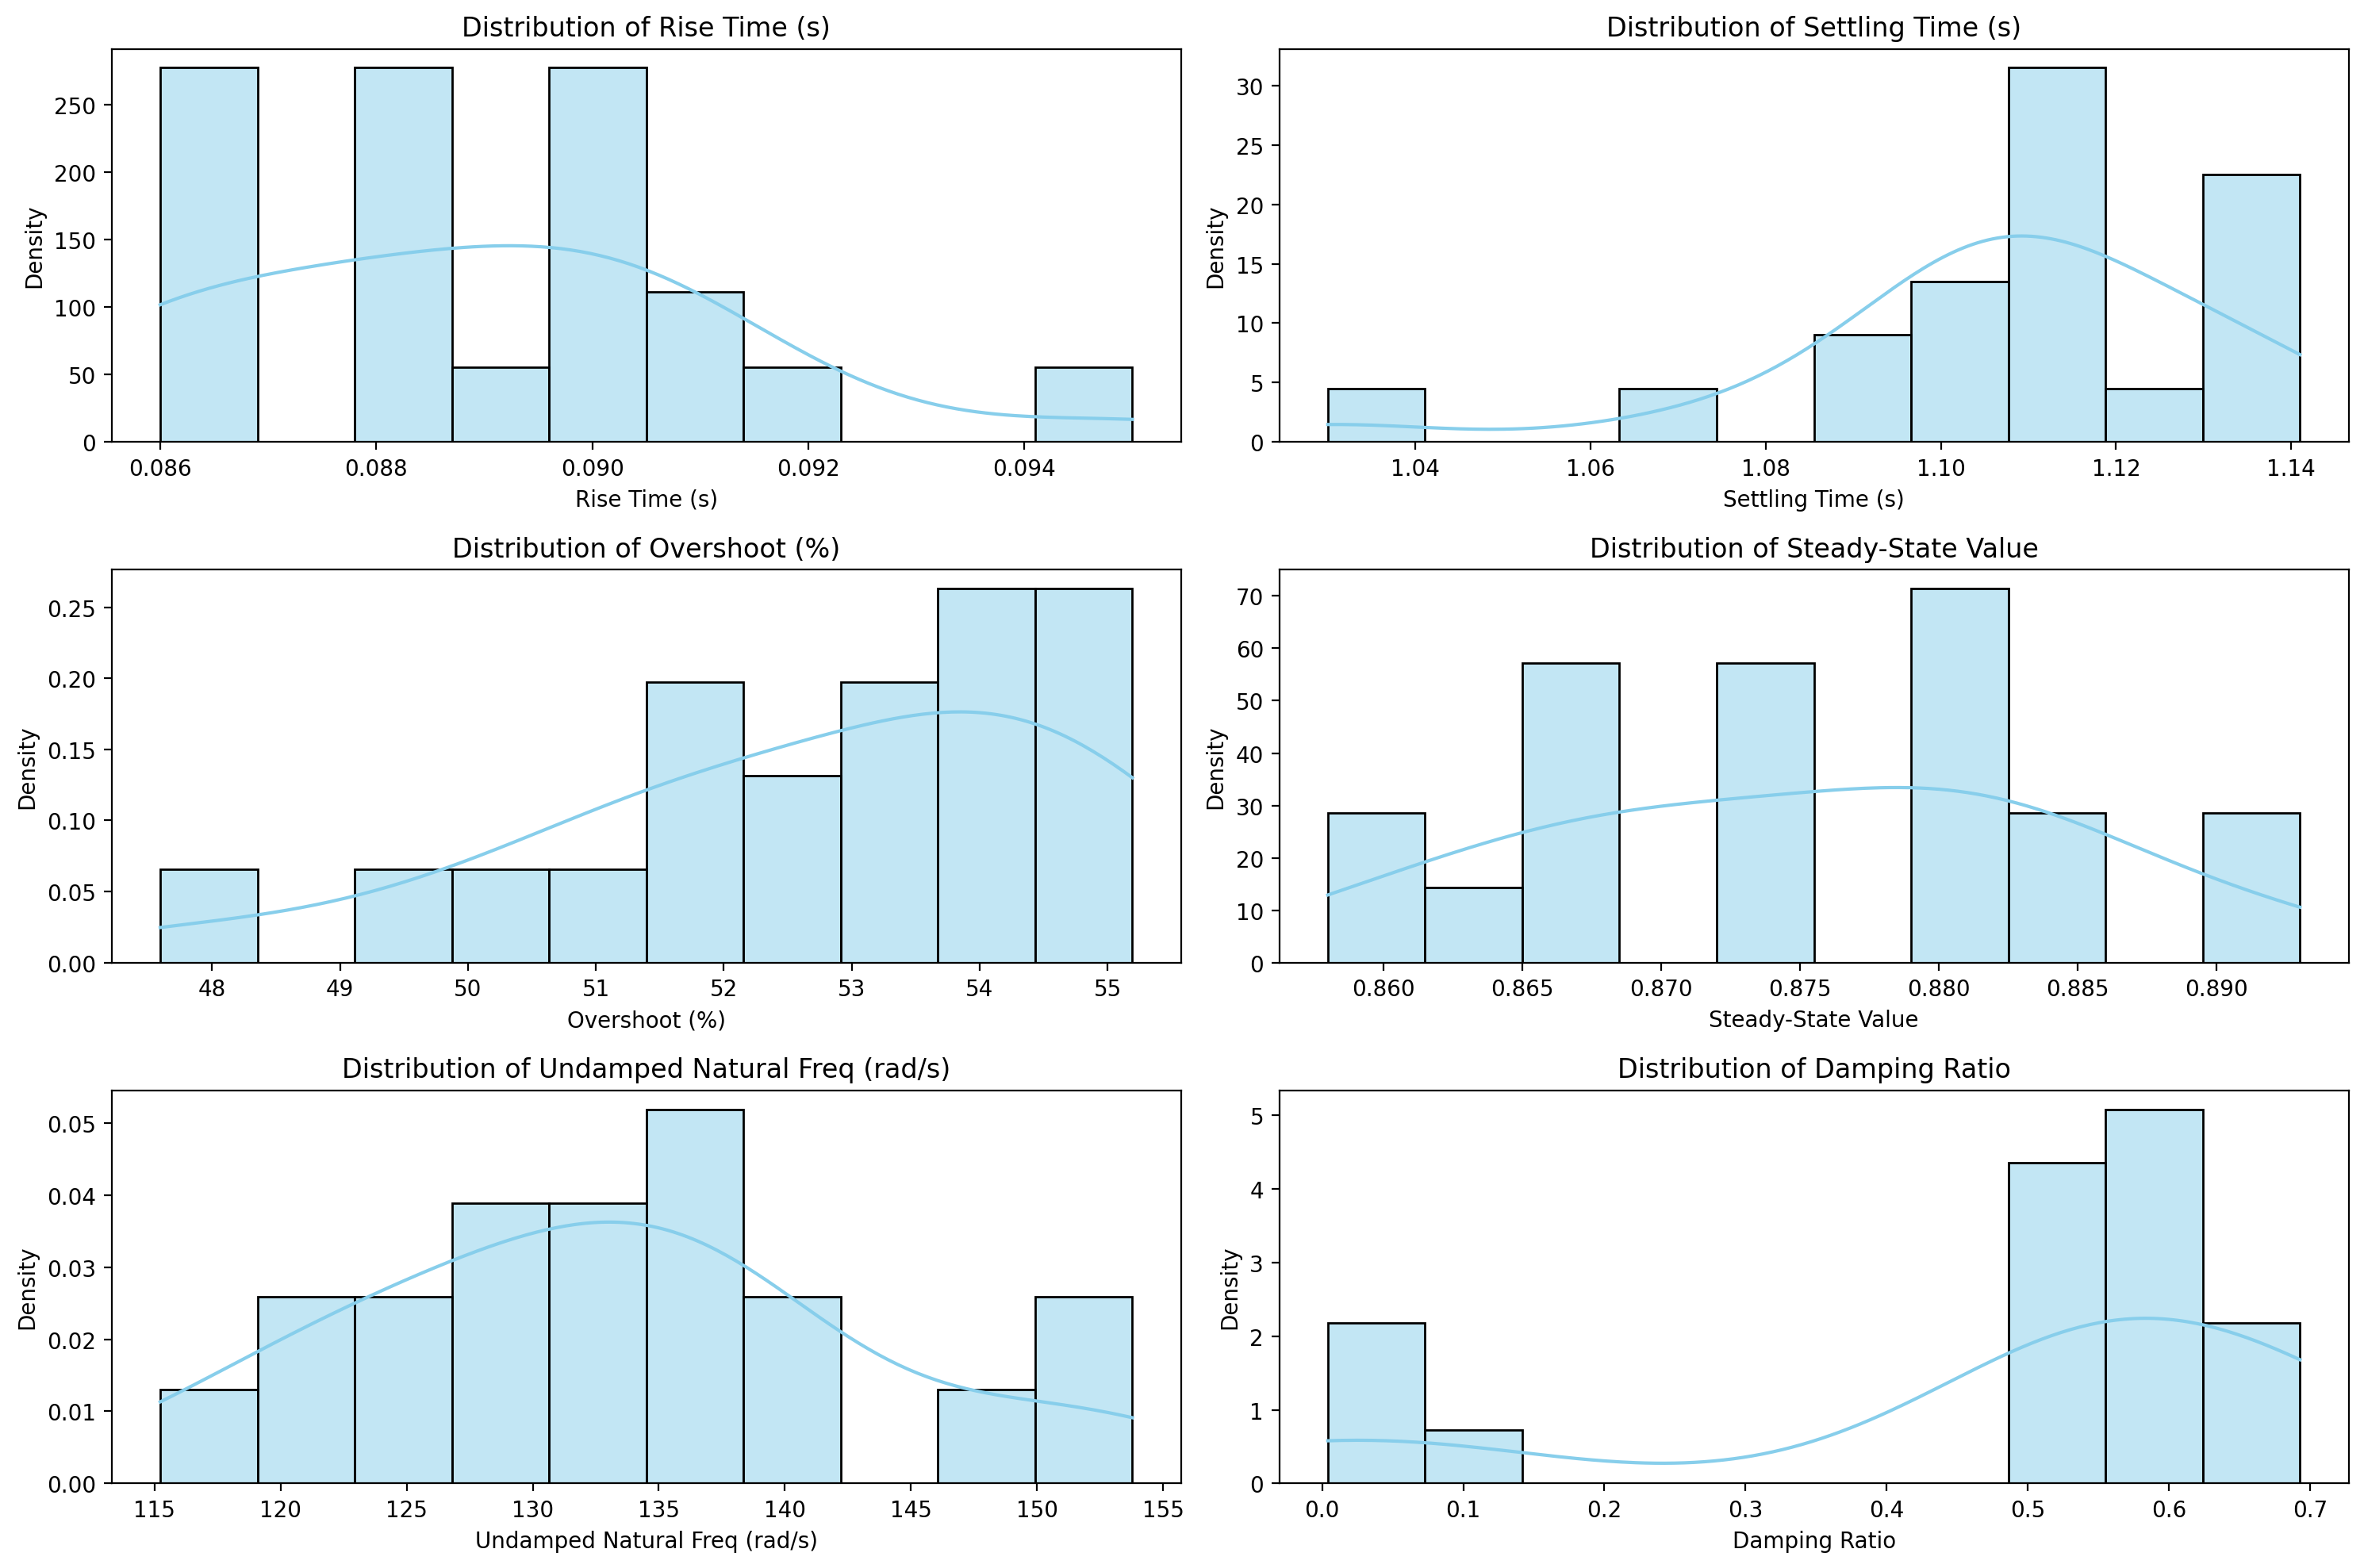 Distribution of Rise Time (s)
Density
250
200
150
100
50
0
0.086 0.088 0.090 0.092 0.094
Rise Time (s)
Distribution of Settling Time (s)
Density
30
25
20
15
10
5
0
1.04 1.06 1.08 1.10 1.12 1.14
Settling Time (s)
Distribution of Overshoot (%)
Density
0.25
0.20
0.15
0.10
0.05
0.00
48 49 50 51 52 53 54 55
Overshoot (%)
Distribution of Steady-State Value
Density
70
60
50
40
30
20
10
0
0.860 0.865 0.870 0.875 0.880 0.885 0.890
Steady-State Value
Distribution of Undamped Natural Freq (rad/s)
Density
0.05
0.04
0.03
0.02
0.01
0.00
115 120 125 130 135 140 145 150 155
Undamped Natural Freq (rad/s)
Distribution of Damping Ratio
Density
5
4
3
2
1
0
0.0 0.1 0.2 0.3 0.4 0.5 0.6 0.7
Damping Ratio